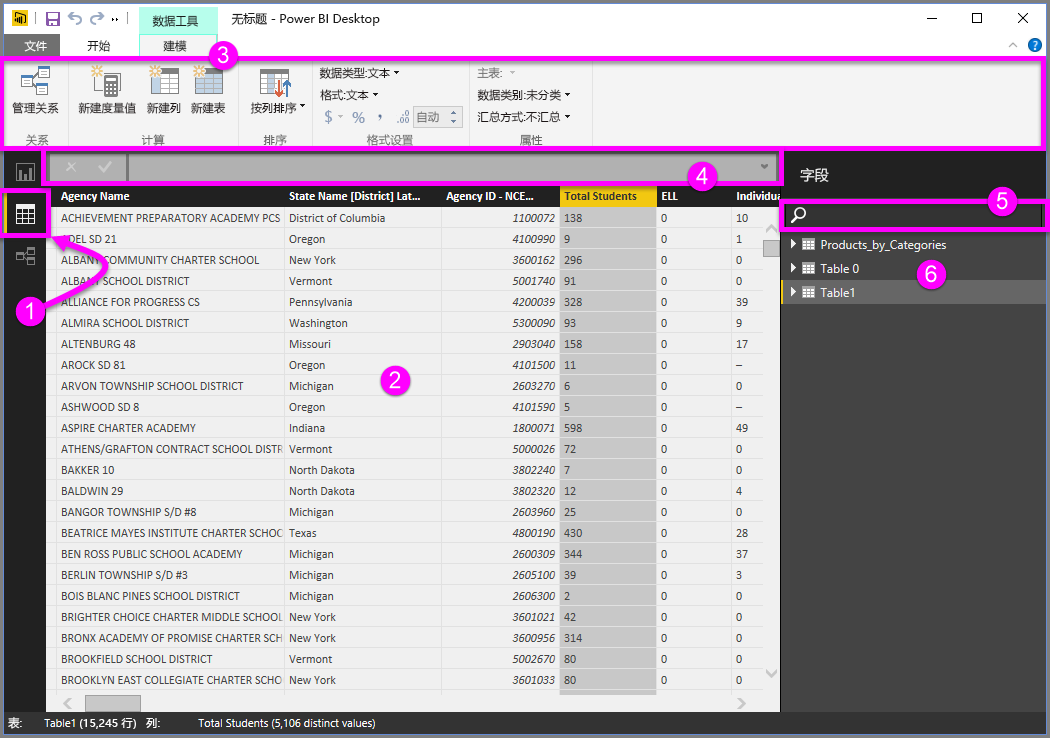 数据工具
无标题 - Power BI Desktop
文件
开始
建模
3
管理关系
新建度量值
新建列
新建表
按列排序
数据类型:文本
格式:文本
$ % , .00 自动
主表:
数据类别:未分类
汇总方式:不汇总
关系
计算
排序
格式设置
属性
4
字段
5
Agency Name State Name [District] Lat... Agency ID - NCE... Total Students ELL Individua
ACHIEVEMENT PREPARATORY ACADEMY PCS District of Columbia 1100072 138 0 10
ADEL SD 21 Oregon 4100990 9 0 1
ALBANY COMMUNITY CHARTER SCHOOL New York 3600162 296 0 0
ALBANY SCHOOL DISTRICT Vermont 5001740 91 0 0
ALLIANCE FOR PROGRESS CS Pennsylvania 4200039 328 0 39
ALMIRA SCHOOL DISTRICT Washington 5300090 93 0 9
ALTENBURG 48 Missouri 2903040 158 0 17
AROCK SD 81 Oregon 4101500 11 0 –
ARVON TOWNSHIP SCHOOL DISTRICT Michigan 2603270 6 0 0
ASHWOOD SD 8 Oregon 4101590 5 0 –
ASPIRE CHARTER ACADEMY Indiana 1800071 598 0 49
ATHENS/GRAFTON CONTRACT SCHOOL DISTR Vermont 5000026 72 0 0
BAKKER 10 North Dakota 3802240 7 0 0
BALDWIN 29 North Dakota 3802320 12 0 4
BANGOR TOWNSHIP S/D #8 Michigan 2603960 25 0 0
BEATRICE MAYES INSTITUTE CHARTER SCHOO Texas 4800190 430 0 28
BEN ROSS PUBLIC SCHOOL ACADEMY Michigan 2600309 344 0 37
BERLIN TOWNSHIP S/D #3 Michigan 2605100 39 0 3
BOIS BLANC PINES SCHOOL DISTRICT Michigan 2606300 2 0 0
BRIGHTER CHOICE CHARTER MIDDLE SCHOOL New York 3601021 42 0 0
BRONX ACADEMY OF PROMISE CHARTER SCH New York 3600956 314 0 0
BROOKFIELD SCHOOL DISTRICT Vermont 5002670 80 0 0
BROOKLYN EAST COLLEGIATE CHARTER SCHO New York 3601033 80 0 0
1
2
Products_by_Categories
Table 0
Table1
6
表: Table1 (15,245 行) 列: Total Students (5,106 distinct values)